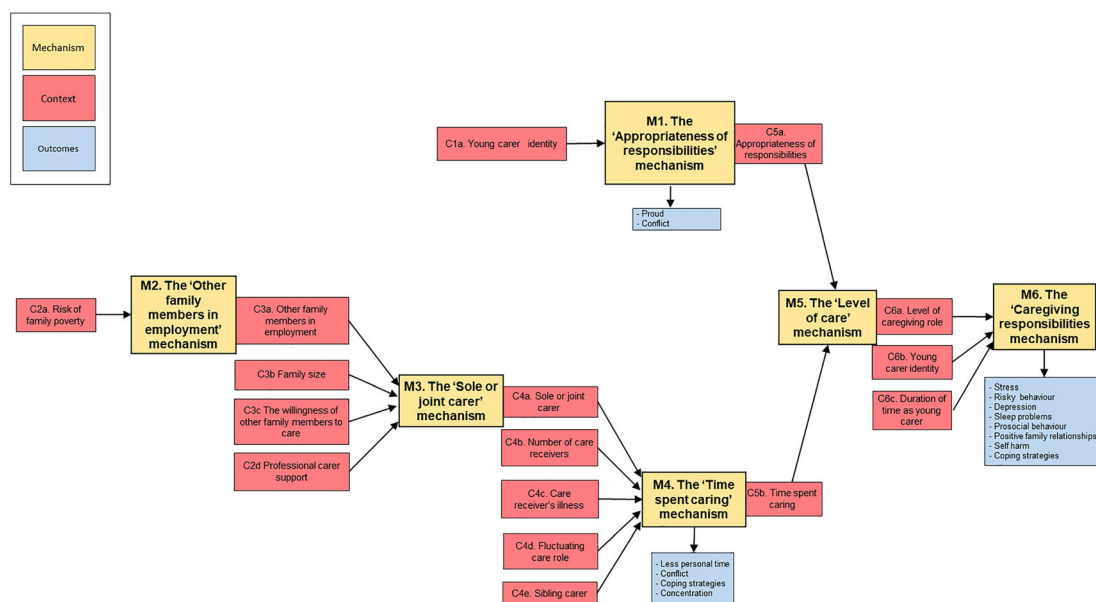 Mechanism
Context
Outcomes
C1a. Young carer identity
M1. The
'Appropriateness of
responsibilities'
mechanism
C5a.
Appropriateness of
responsibilities
- Proud
- Conflict
C2a. Risk of
family poverty
M2. The 'Other
family
members in
employment'
mechanism
C3a. Other family
members in
employment
C3b Family size
C3c The willingness of
other family members to
care
C2d Professional carer
support
M3. The 'Sole or
joint carer'
mechanism
C4a. Sole or joint
carer
C4b. Number of care
receivers
C4c. Care
receiver's illness
C4d. Fluctuating
care role
C4e. Sibling carer
M4. The 'Time
spent caring'
mechanism
C5b. Time spent
caring
- Less personal time
- Conflict
- Coping strategies
- Concentration
M5. The 'Level
of care'
mechanism
C6a. Level of
caregiving role
C6b. Young
carer identity
C6c. Duration of
time as young
carer
M6. The
'Caregiving
responsibilities
mechanism
- Stress
- Risky behaviour
- Depression
- Sleep problems
- Prosocial behaviour
- Positive family relationships
- Self harm
- Coping strategies